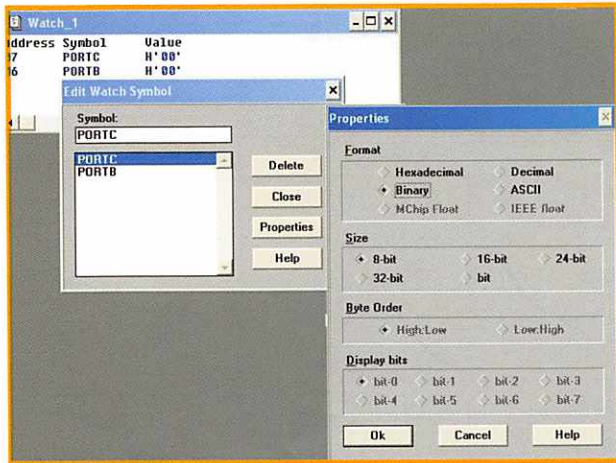 Watch_1
Address Symbol Value
07 PORTC H'00'
06 PORTB H'00'
Edit Watch Symbol
Symbol:
PORTC
PORTC
PORTB
Delete
Close
Properties
Help
Properties
Format
Hexadecimal Decimal
Binary ASCII
MChip Float IEEE float
Size
8-bit 16-bit 24-bit
32-bit bit
Byte Order
High:Low Low:High
Display bits
bit-0 bit-1 bit-2 bit-3
bit-4 bit-5 bit-6 bit-7
Ok Cancel Help